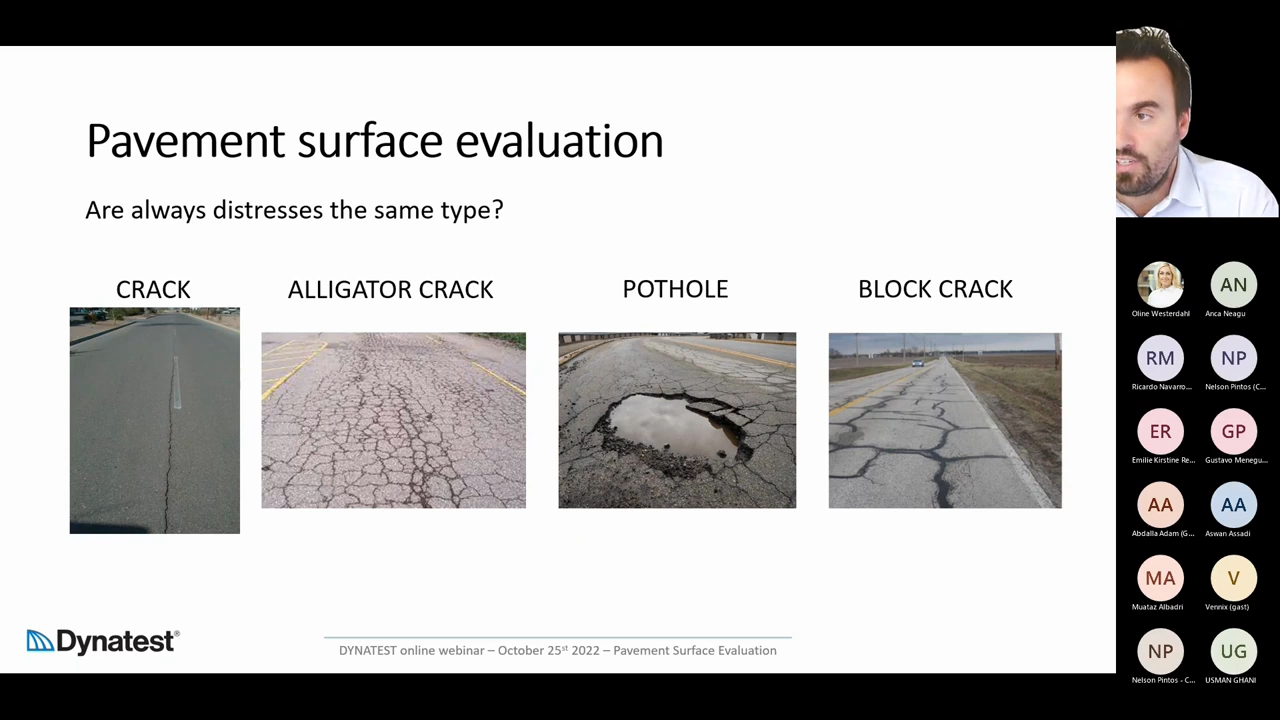 Pavement surface evaluation
Are always distresses the same type?
CRACK
ALLIGATOR CRACK
POTHOLE
BLOCK CRACK
Dynatest®
DYNATEST online webinar – October 25st 2022 – Pavement Surface Evaluation
Oline Westerdahl
AN
Anca Neagu
RM
Ricardo Navarro...
NP
Nelson Pintos (C...
ER
Emilie Kirstine Re...
GP
Gustavo Menegu...
AA
Abdalla Adam (G...
AA
Aswan Assadi
MA
Muataz Albadri
V
Vennix (gast)
NP
Nelson Pintos - C...
UG
USMAN GHANI